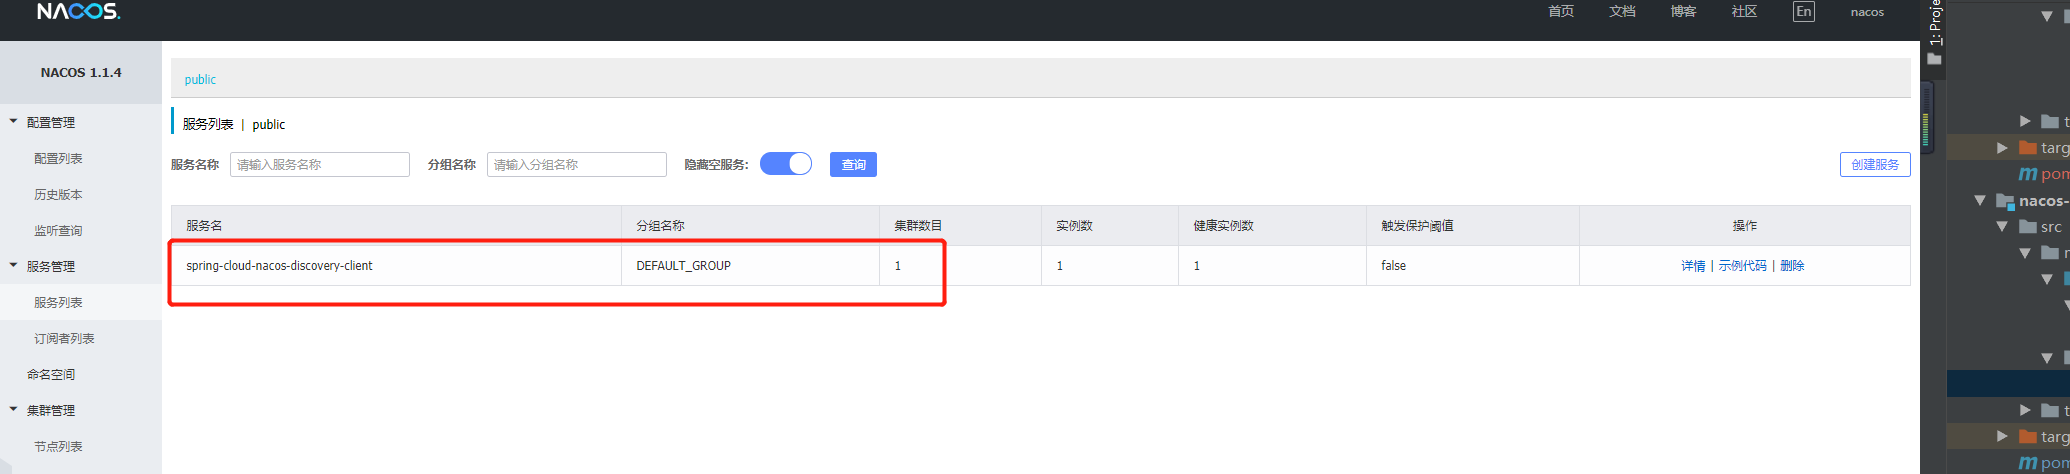 NACOS.
首页 文档 博客 社区 En nacos
NACOS 1.1.4
配置管理
配置列表
历史版本
监听查询
服务管理
服务列表
订阅者列表
命名空间
集群管理
节点列表
public
服务列表 | public
服务名称 请输入服务名称 分组名称 请输入分组名称 隐藏空服务: 查询 创建服务
服务名 分组名称 集群数目 实例数 健康实例数 触发保护阈值 操作
spring-cloud-nacos-discovery-client DEFAULT_GROUP 1 1 1 false 详情 | 示例代码 | 删除
1: Proje
t
targ
pom
nacos-
src
r
t
targ
pom